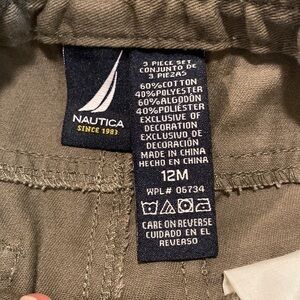 NAUTICA
SINCE 1983
3 PIECE SET
CONJUNTO DE
3 PIEZAS
60%COTTON
40%POLYESTER
60%ALGODÓN
40%POLIESTER
EXCLUSIVE OF
DECORATION
EXCLUSIVO DE
DECORACIÓN
MADE IN CHINA
HECHO EN CHINA
12M
WPL# 06734
CARE ON REVERSE
CUIDADO EN EL
REVERSO